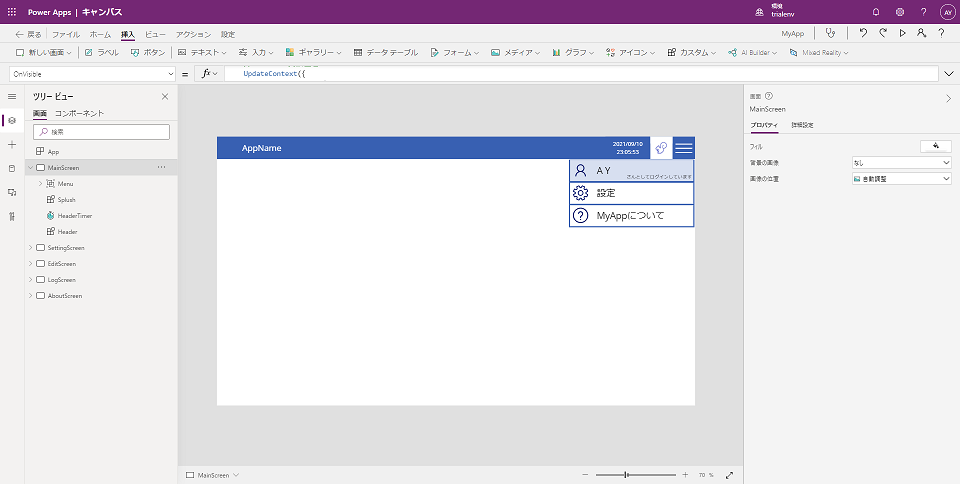 Power Apps | キャンバス
環境
trialenv
AY
戻る ファイル ホーム 挿入 ビュー アクション 設定
MyApp
新しい画面 ラベル ボタン テキスト 入力 ギャラリー データ テーブル フォーム メディア グラフ アイコン カスタム AI Builder Mixed Reality
OnVisible = fx UpdateContext({
ツリー ビュー
画面 コンポーネント
検索
App
MainScreen
Menu
Splush
HeaderTimer
Header
SettingScreen
EditScreen
LogScreen
AboutScreen
AppName
2021/09/10
23:05:53
A Y
さんとしてログインしています
設定
MyAppについて
画面
MainScreen
プロパティ 詳細設定
フィル
背景の画像 なし
画像の位置 自動調整
MainScreen
70 %